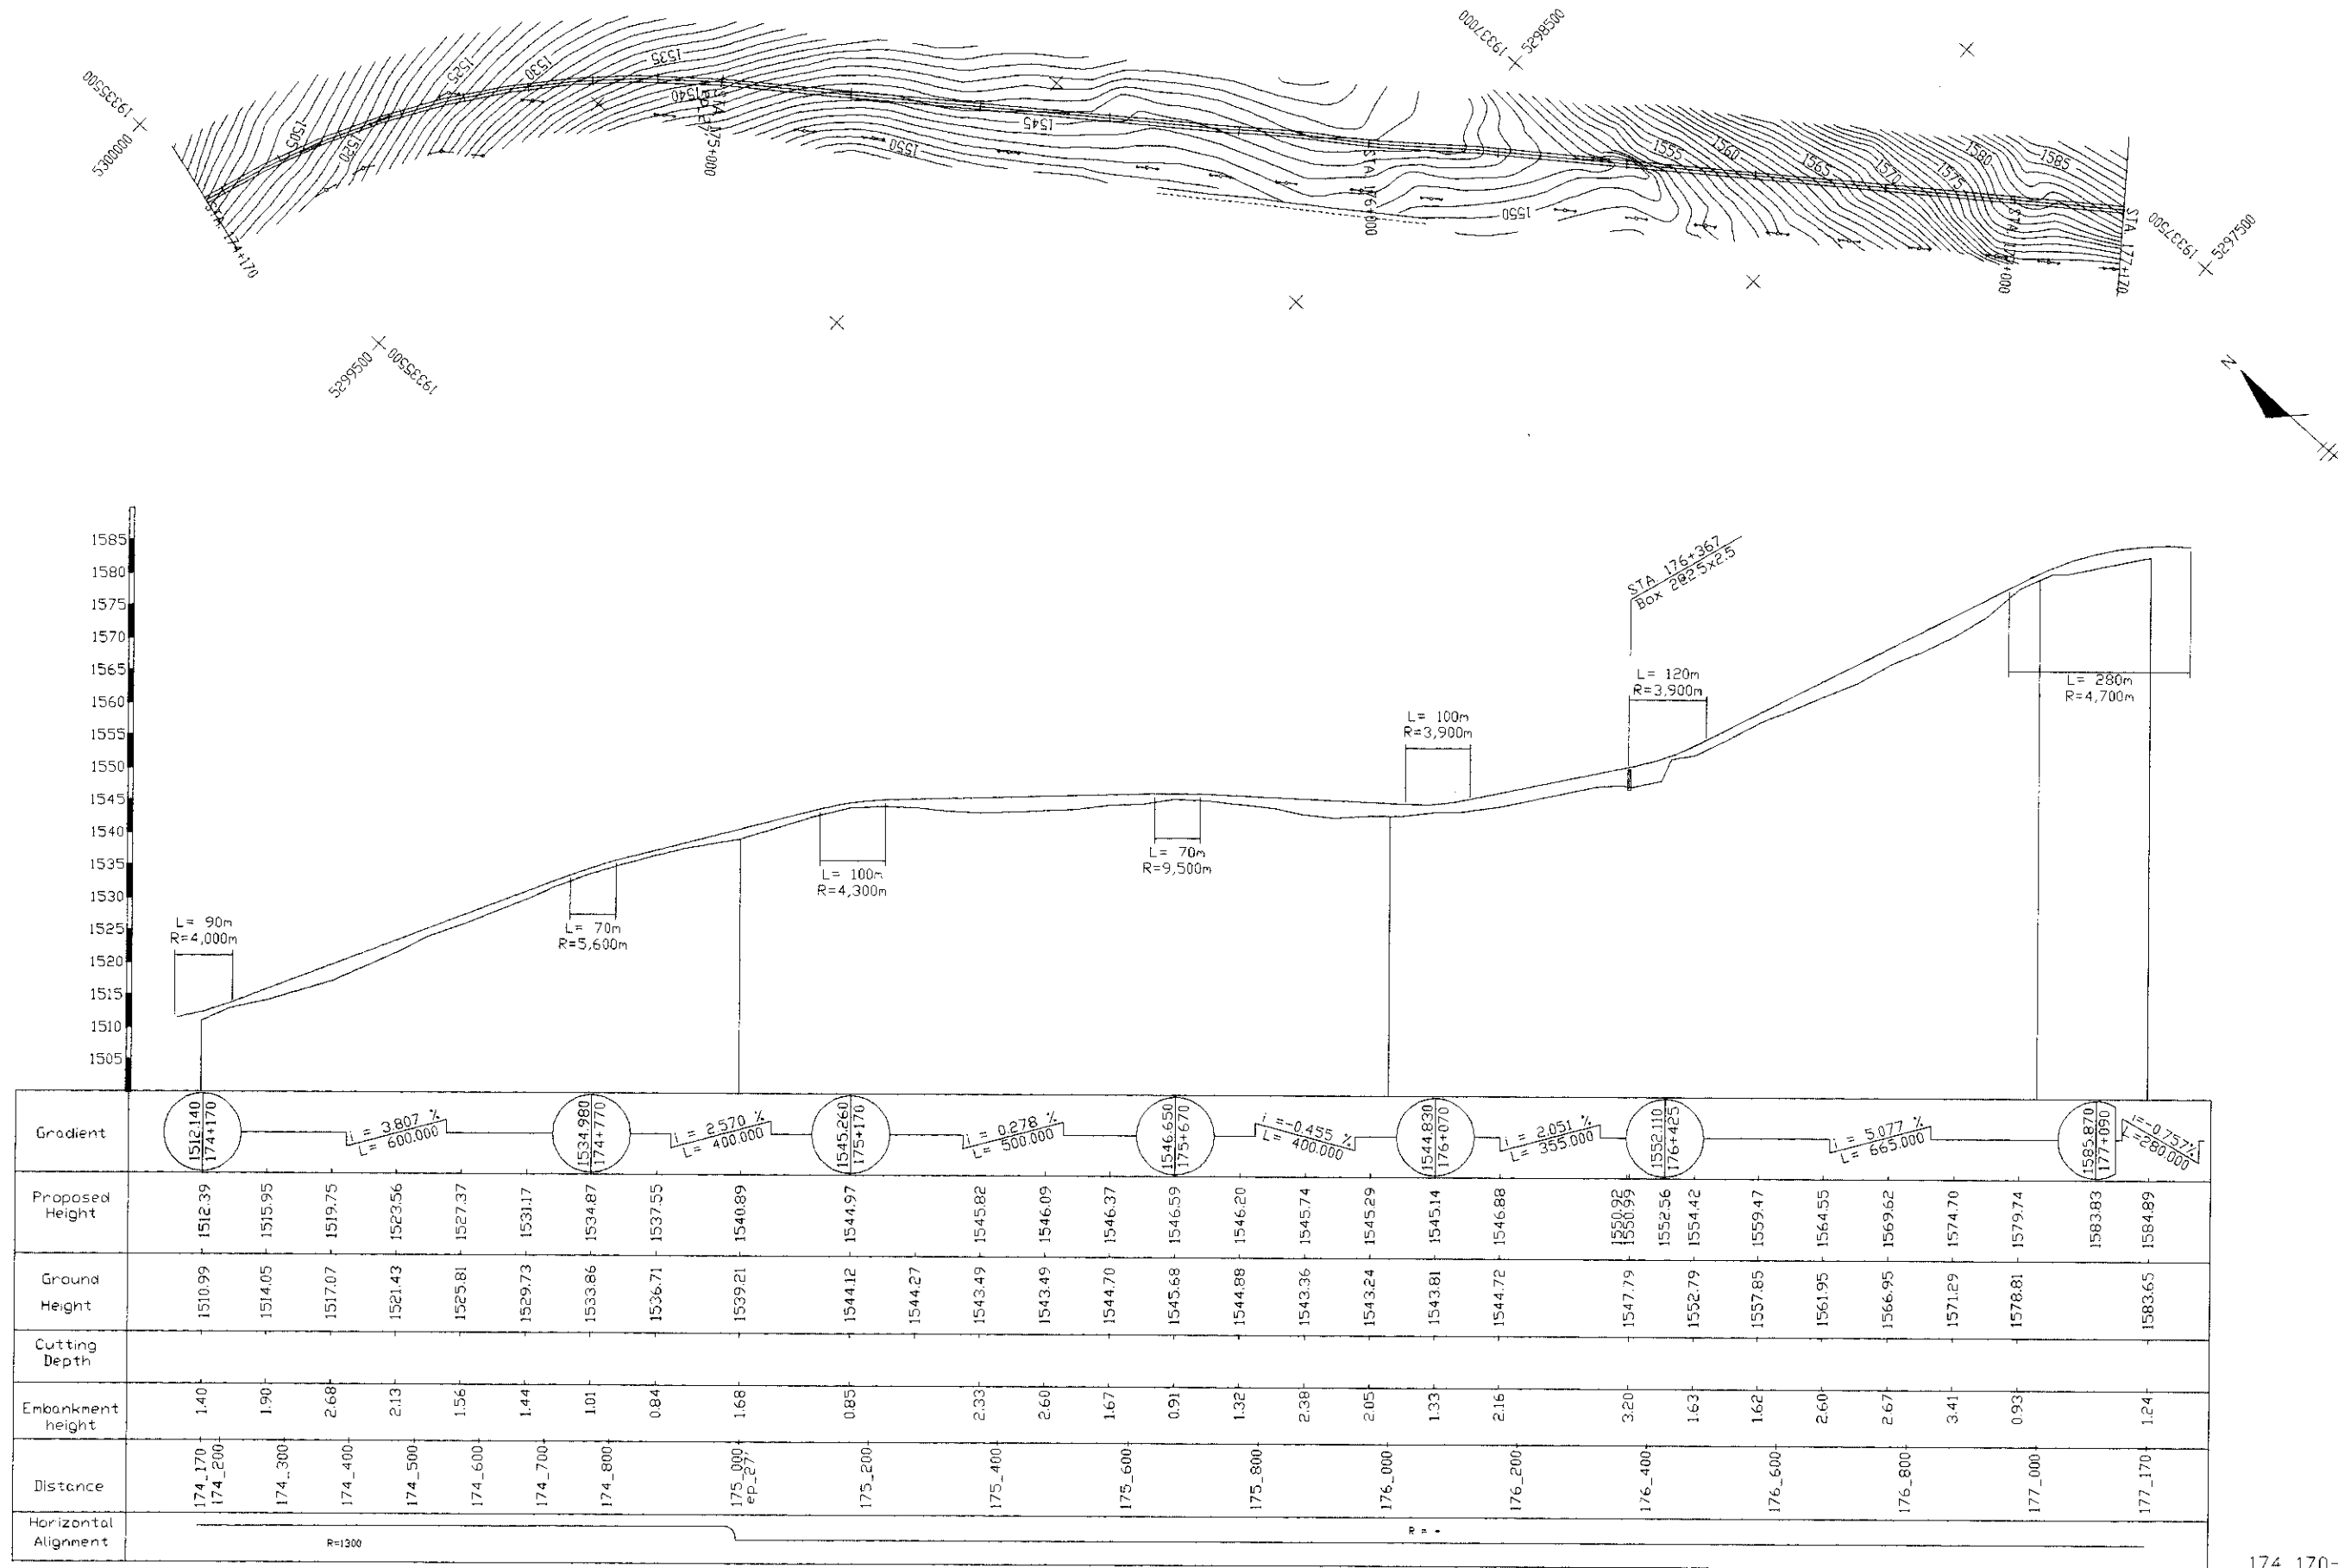 19337000
5298500
19335500
5300000
1505
1520
1525
1530
1535
1540
STA. 175+000
1545
1550
STA. 176+000
1550
1555
1560
1565
1570
1575
1580
1585
STA. 177+000
STA. 177+170
STA. 174+170
19337500
5297500
5299500
19335500
N
1585
1580
1575
1570
1565
1560
1555
1550
1545
1540
1535
1530
1525
1520
1515
1510
1505
STA. 176+367
L= 120m
R=3,900m
L= 280m
R=4,700m
L= 100m
R=3,900m
L= 70m
R=9,500m
L= 100m
R=4,300m
L= 70m
R=5,600m
L= 90m
R=4,000m
Gradient
1512.140
174+170
i = 3.807 %
L= 600.000
1534.980
174+770
i = 2.570 %
L= 400.000
1545.260
175+170
i = 0.278 %
L= 500.000
1546.650
175+670
i =-0.455 %
L= 400.000
1544.830
176+070
i = 2.051 %
L= 355.000
1552.110
176+425
i = 5.077 %
L= 665.000
1585.870
177+090
i=-0.757%
L=280.000
Proposed
Height
1512.39 1515.95 1519.75 1523.56 1527.37 1531.17 1534.87 1537.55 1540.89 1544.97 1545.82 1546.09 1546.37 1546.59 1546.20 1545.74 1545.29 1545.14 1546.88 1550.99 1552.56 1554.42 1559.47 1564.55 1569.62 1574.70 1579.74 1583.83 1584.89
Ground
Height
1510.99 1514.05 1517.07 1521.43 1525.81 1529.73 1533.86 1536.71 1539.21 1544.12 1544.27 1543.49 1543.49 1544.70 1545.68 1544.88 1543.36 1543.24 1543.81 1544.72 1547.79 1552.79 1557.85 1561.95 1566.95 1571.29 1578.81 1583.65
Cutting
Depth
Embankment
height
1.40 1.90 2.68 2.13 1.56 1.44 1.01 0.84 1.68 0.85 2.33 2.60 1.67 0.91 1.32 2.38 2.05 1.33 2.16 3.20 1.63 1.62 2.60 2.67 3.41 0.93 1.24
Distance
174_170 174_200 174_300 174_400 174_500 174_600 174_700 174_800 175_000 ep_277 175_200 175_400 175_600 175_800 176_000 176_200 176_400 176_600 176_800 177_000 177_170
Horizontal
Alignment
R=1300